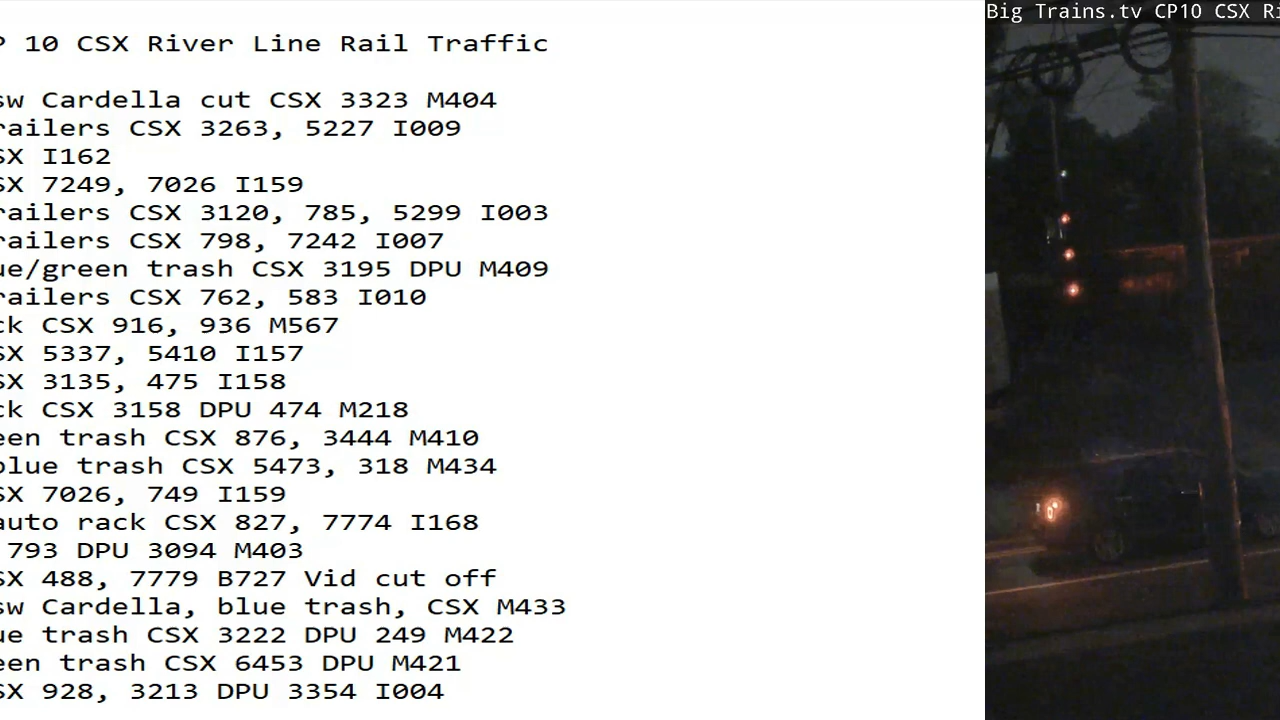 P 10 CSX River Line Rail Traffic
sw Cardella cut CSX 3323 M404
railers CSX 3263, 5227 I009
SX I162
SX 7249, 7026 I159
railers CSX 3120, 785, 5299 I003
railers CSX 798, 7242 I007
ue/green trash CSX 3195 DPU M409
railers CSX 762, 583 I010
ck CSX 916, 936 M567
SX 5337, 5410 I157
SX 3135, 475 I158
ck CSX 3158 DPU 474 M218
een trash CSX 876, 3444 M410
blue trash CSX 5473, 318 M434
SX 7026, 749 I159
auto rack CSX 827, 7774 I168
793 DPU 3094 M403
SX 488, 7779 B727 Vid cut off
sw Cardella, blue trash, CSX M433
ue trash CSX 3222 DPU 249 M422
een trash CSX 6453 DPU M421
SX 928, 3213 DPU 3354 I004
Big Trains.tv CP10 CSX Ri